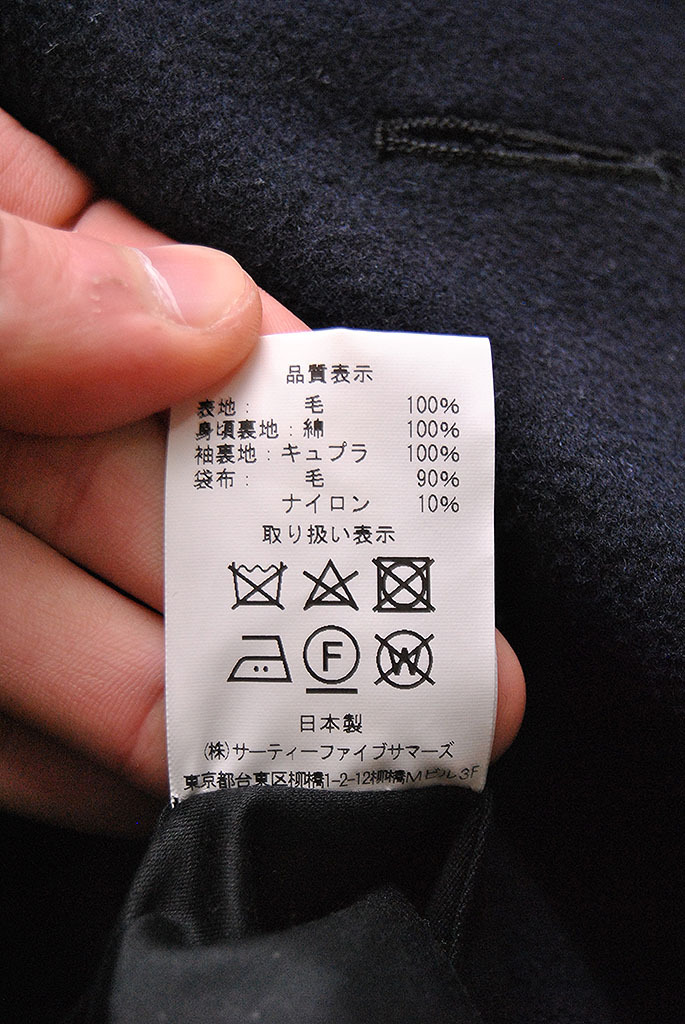 品質表示
表地: 毛 100%
身頃裏地:綿 100%
袖裏地:キュプラ 100%
袋布: 毛 90%
ナイロン 10%
取り扱い表示
F W
日本製
(株)サーティーファイブサマーズ
東京都台東区柳橋1-2-12柳橋Mビル3F